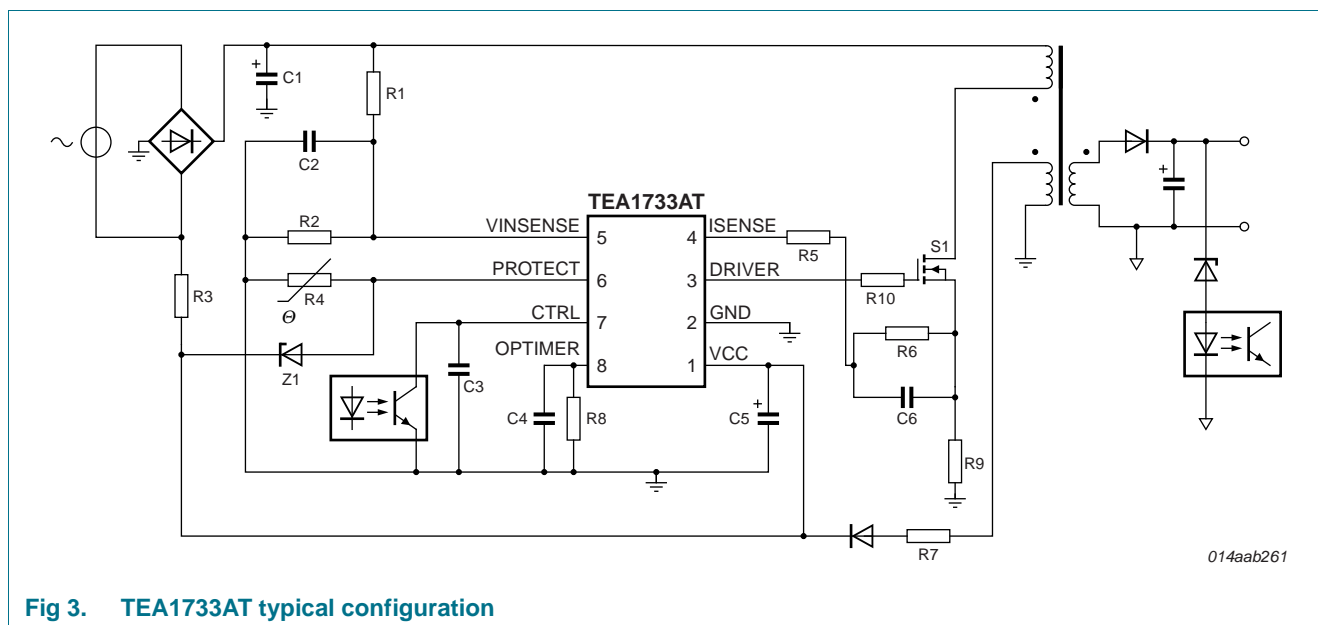 C1
R1
C2
TEA1733AT
R2
VINSENSE
5
4
ISENSE
R5
S1
R3
R4
Θ
PROTECT
6
3
DRIVER
R10
CTRL
7
2
GND
Z1
OPTIMER
8
1
VCC
R6
C3
C4
R8
C5
+
C6
R9
R7
+
+
~
014aab261
Fig 3. TEA1733AT typical configuration